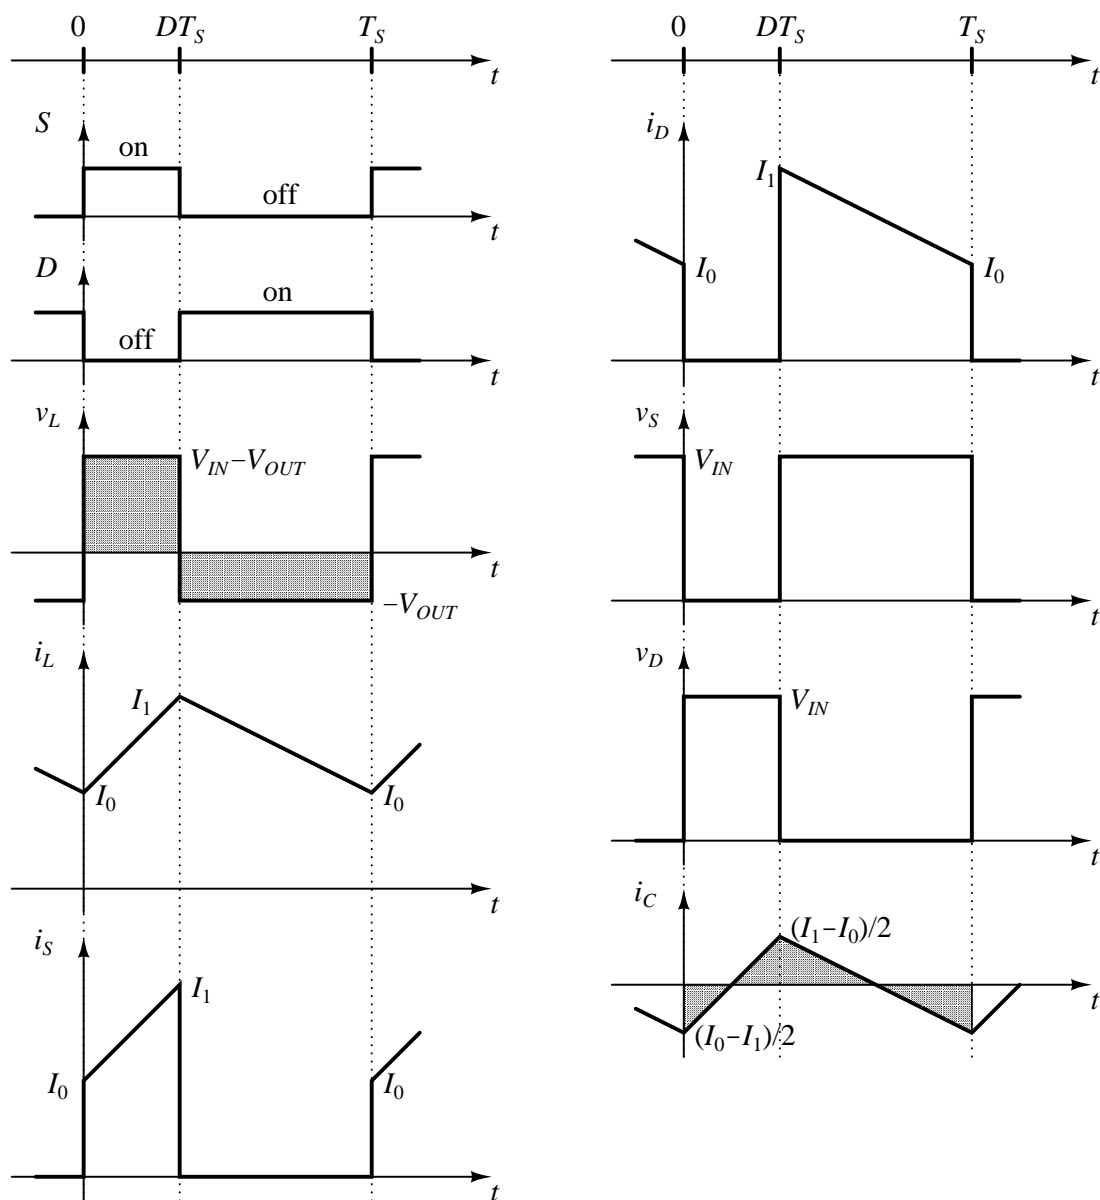 0 DT_S T_S
t
S
on
off
t
D
on
off
t
v_L
V_IN–V_OUT
t
–V_OUT
i_L
I_1
I_0 I_0
t
i_S
I_1
I_0 I_0
t
0 DT_S T_S
t
i_D
I_1
I_0 I_0
t
v_S
V_IN
t
v_D
V_IN
t
i_C
(I_1–I_0)/2
t
(I_0–I_1)/2